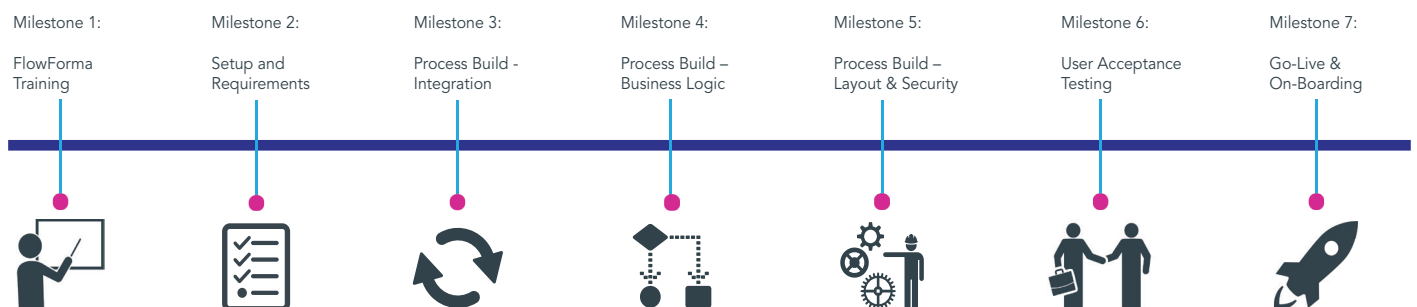 Milestone 1:
FlowForma
Training
Milestone 2:
Setup and
Requirements
Milestone 3:
Process Build -
Integration
Milestone 4:
Process Build –
Business Logic
Milestone 5:
Process Build –
Layout & Security
Milestone 6:
User Acceptance
Testing
Milestone 7:
Go-Live &
On-Boarding